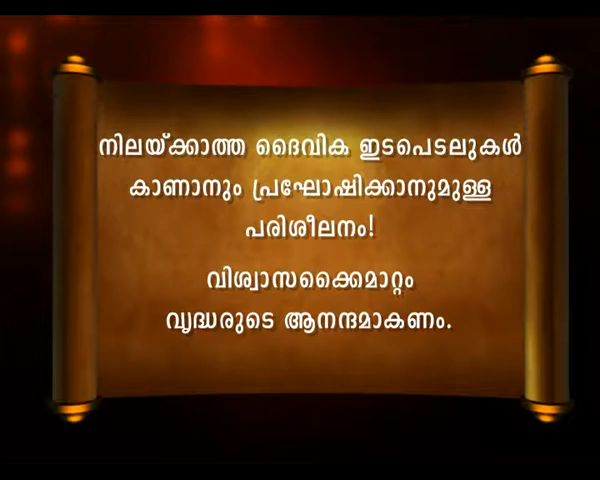 നിലയ്ക്കാത്ത ദൈവിക ഇടപെടലുകൾ
കാണാനും പ്രഘോഷിക്കാനുമുള്ള
പരിശീലനം!
വിശ്വാസക്കൈമാറ്റം
വൃദ്ധരുടെ ആനന്ദമാകണം.